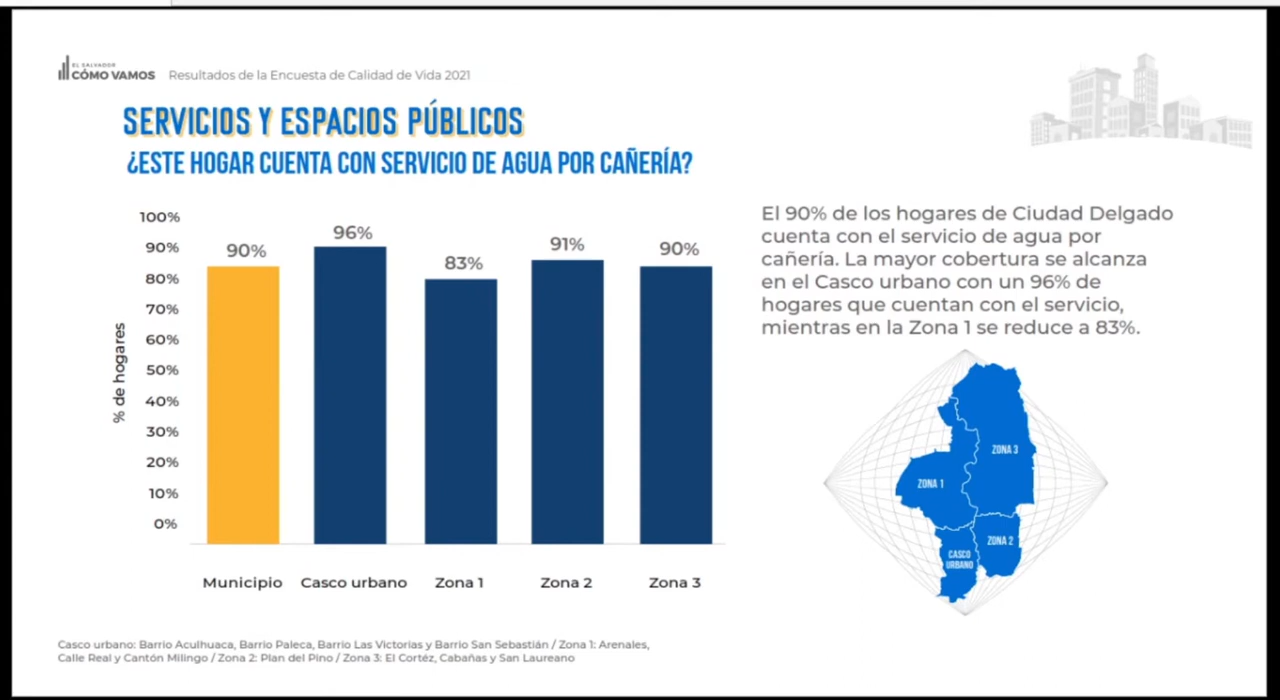 EL SALVADOR
CÓMO VAMOS
Resultados de la Encuesta de Calidad de Vida 2021
SERVICIOS Y ESPACIOS PÚBLICOS
¿ESTE HOGAR CUENTA CON SERVICIO DE AGUA POR CAÑERÍA?
% de hogares
100%
90%
80%
70%
60%
50%
40%
30%
20%
10%
0%
90%
96%
83%
91%
90%
Municipio
Casco urbano
Zona 1
Zona 2
Zona 3
El 90% de los hogares de Ciudad Delgado
cuenta con el servicio de agua por
cañería. La mayor cobertura se alcanza
en el Casco urbano con un 96% de
hogares que cuentan con el servicio,
mientras en la Zona 1 se reduce a 83%.
ZONA 3
ZONA 1
ZONA 2
CASCO
URBANO
Casco urbano: Barrio Aculhuaca, Barrio Paleca, Barrio Las Victorias y Barrio San Sebastián / Zona 1: Arenales,
Calle Real y Cantón Milingo / Zona 2: Plan del Pino / Zona 3: El Cortéz, Cabañas y San Laureano